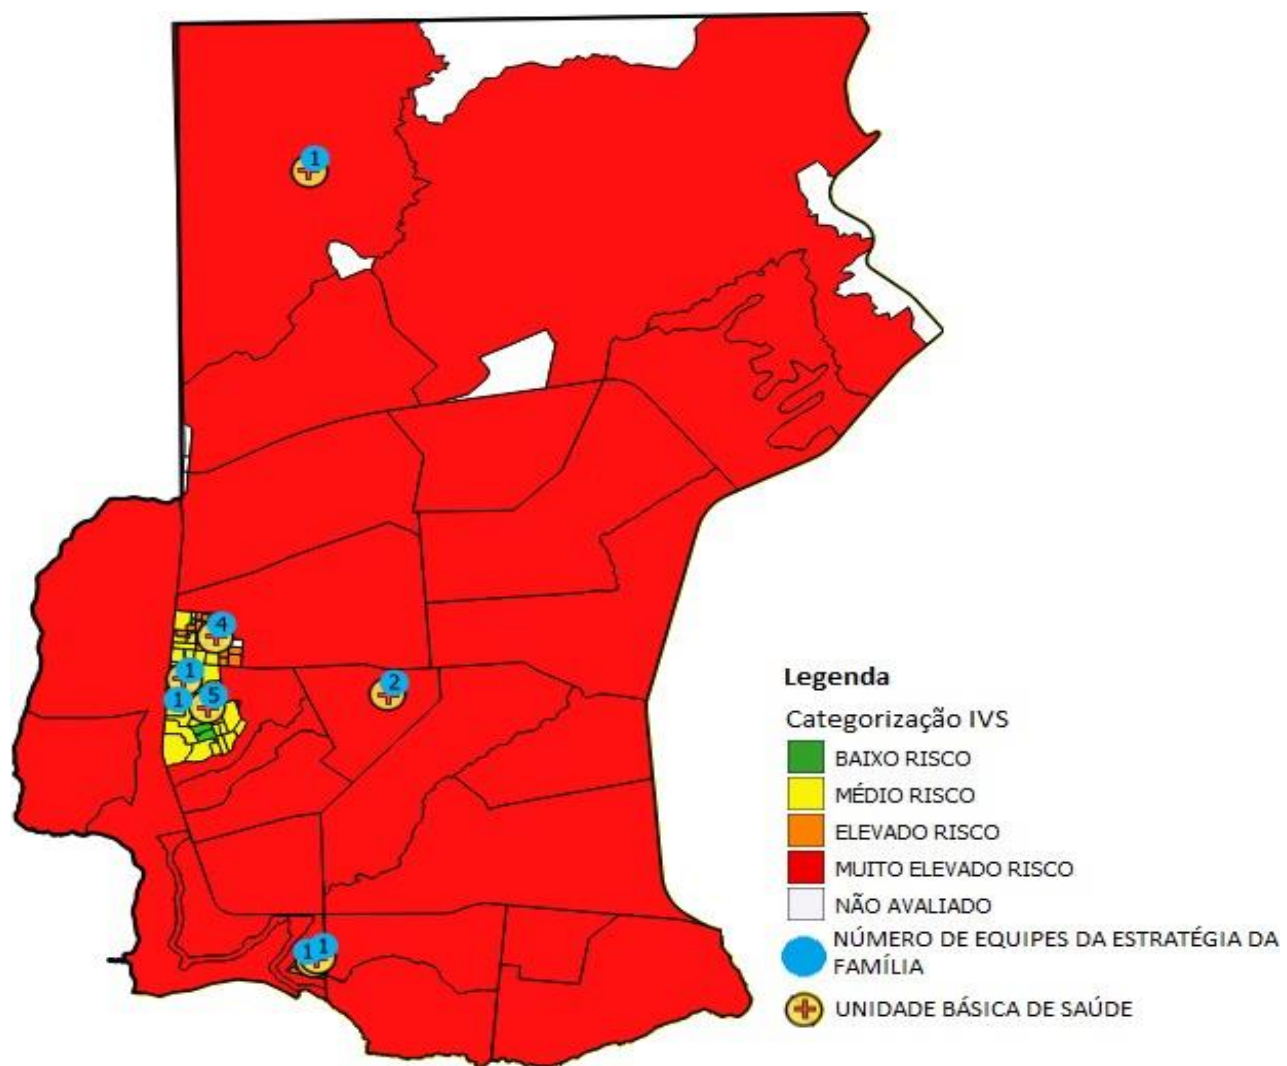 1
4
1
1
5
2
1
1
Legenda
Categorização IVS
BAIXO RISCO
MÉDIO RISCO
ELEVADO RISCO
MUITO ELEVADO RISCO
NÃO AVALIADO
NÚMERO DE EQUIPES DA ESTRATÉGIA DA
FAMÍLIA
UNIDADE BÁSICA DE SAÚDE